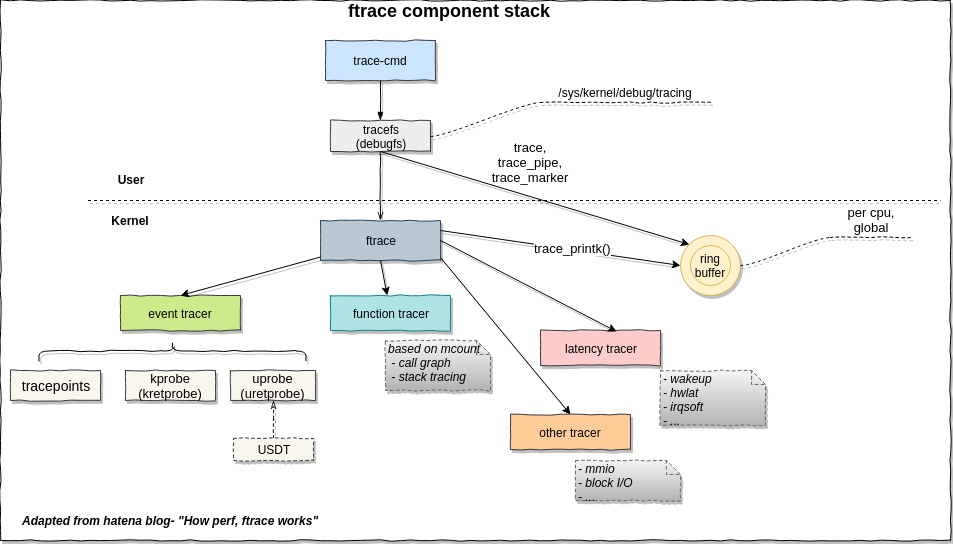 ftrace component stack
trace-cmd
/sys/kernel/debug/tracing
tracefs
(debugfs)
trace,
trace_pipe,
trace_marker
User
Kernel
per cpu,
global
ftrace
trace_printk()
ring
buffer
event tracer
function tracer
latency tracer
based on mcount
- call graph
- stack tracing
tracepoints
kprobe
(kretprobe)
uprobe
(uretprobe)
- wakeup
- hwlat
- irqsoft
- ...
other tracer
USDT
- mmio
- block I/O
- ...
Adapted from hatena blog- "How perf, ftrace works"